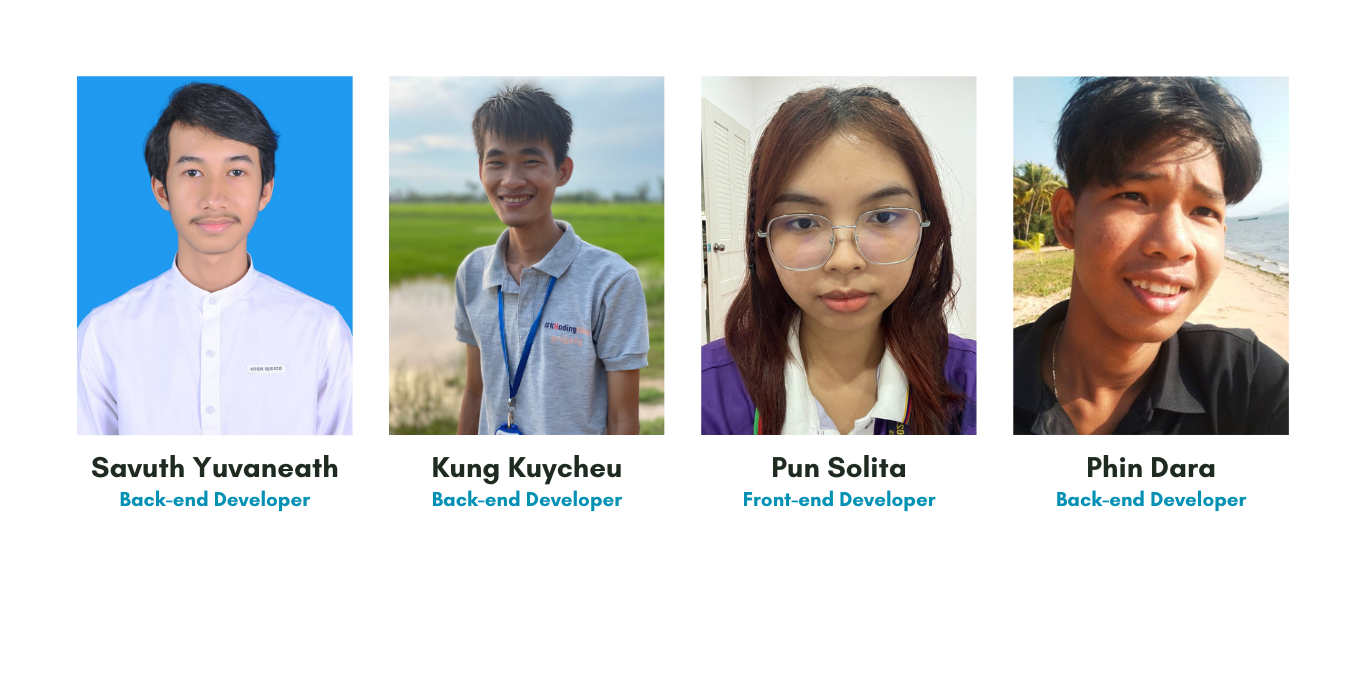 #KHoding
Savuth Yuvaneath
Kung Kuycheu
Pun Solita
Phin Dara
Back-end Developer
Back-end Developer
Front-end Developer
Back-end Developer